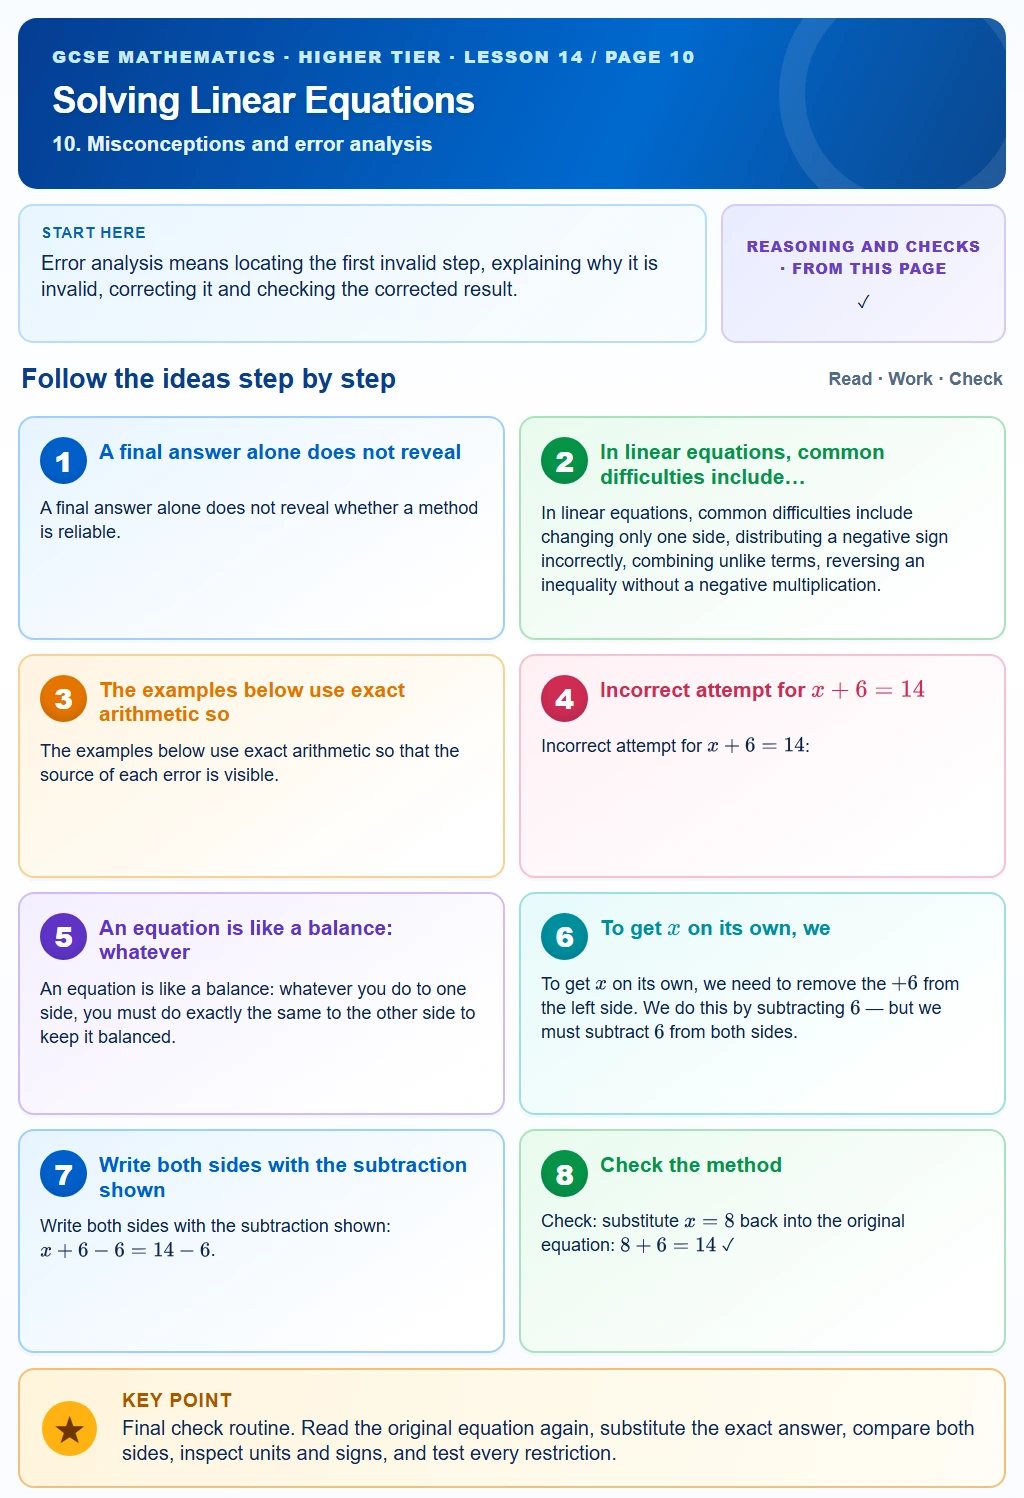 GCSE MATHEMATICS · HIGHER TIER · LESSON 14 / PAGE 10
Solving Linear Equations
10. Misconceptions and error analysis
START HERE
Error analysis means locating the first invalid step, explaining why it is
invalid, correcting it and checking the corrected result.
REASONING AND CHECKS
· FROM THIS PAGE
✓
Follow the ideas step by step
Read · Work · Check
1
A final answer alone does not reveal
A final answer alone does not reveal whether a method
is reliable.
2
In linear equations, common
difficulties include…
In linear equations, common difficulties include
changing only one side, distributing a negative sign
incorrectly, combining unlike terms, reversing an
inequality without a negative multiplication.
3
The examples below use exact
arithmetic so
The examples below use exact arithmetic so that the
source of each error is visible.
4
Incorrect attempt for x + 6 = 14
Incorrect attempt for x + 6 = 14:
5
An equation is like a balance:
whatever
An equation is like a balance: whatever you do to one
side, you must do exactly the same to the other side to
keep it balanced.
6
To get x on its own, we
To get x on its own, we need to remove the +6 from
the left side. We do this by subtracting 6 — but we
must subtract 6 from both sides.
7
Write both sides with the subtraction
shown
Write both sides with the subtraction shown:
x + 6 − 6 = 14 − 6.
8
Check the method
Check: substitute x = 8 back into the original
equation: 8 + 6 = 14 ✓
KEY POINT
Final check routine. Read the original equation again, substitute the exact answer, compare both
sides, inspect units and signs, and test every restriction.